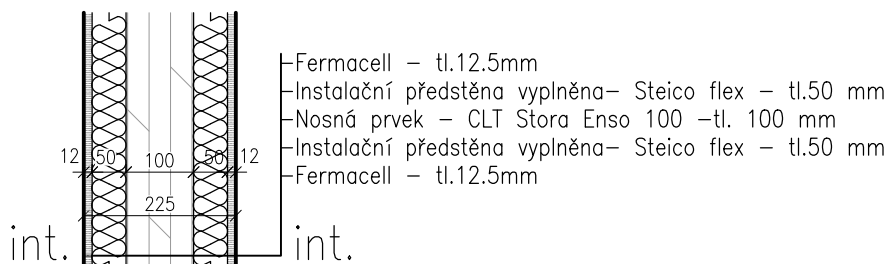 Fermacell – tl.12.5mm
Instalační předstěna vyplněna– Steico flex – tl.50 mm
Nosná prvek – CLT Stora Enso 100 –tl. 100 mm
Instalační předstěna vyplněna– Steico flex – tl.50 mm
Fermacell – tl.12.5mm
12 50 100 50 12
225
int. int.